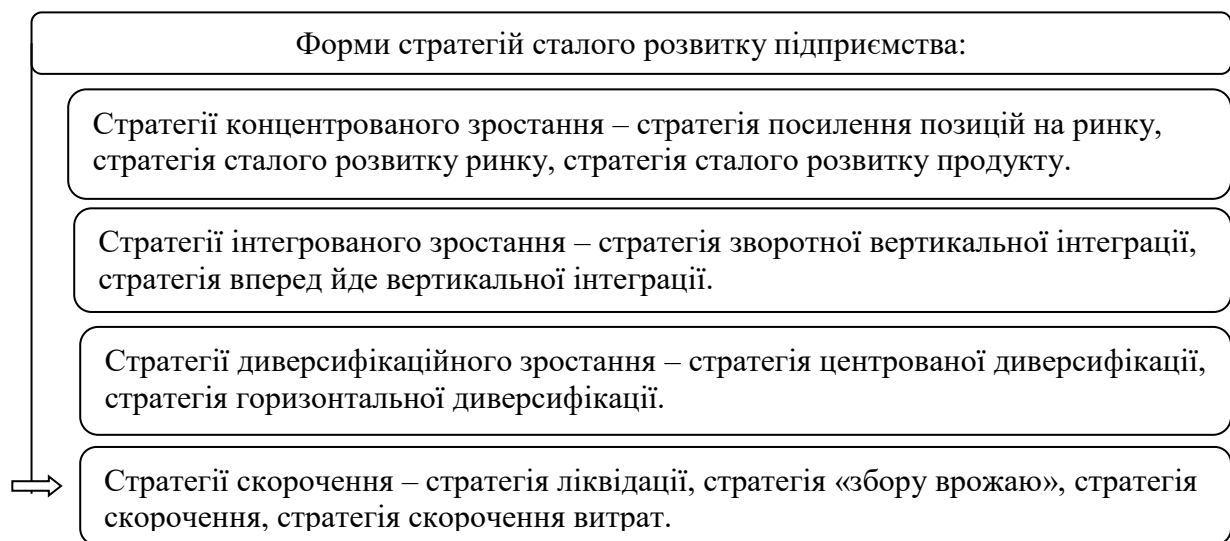 Форми стратегій сталого розвитку підприємства:
Стратегії концентрованого зростання – стратегія посилення позицій на ринку,
стратегія сталого розвитку ринку, стратегія сталого розвитку продукту.
Стратегії інтегрованого зростання – стратегія зворотної вертикальної інтеграції,
стратегія вперед йде вертикальної інтеграції.
Стратегії диверсифікаційного зростання – стратегія центрованої диверсифікації,
стратегія горизонтальної диверсифікації.
Стратегії скорочення – стратегія ліквідації, стратегія «збору врожаю», стратегія
скорочення, стратегія скорочення витрат.